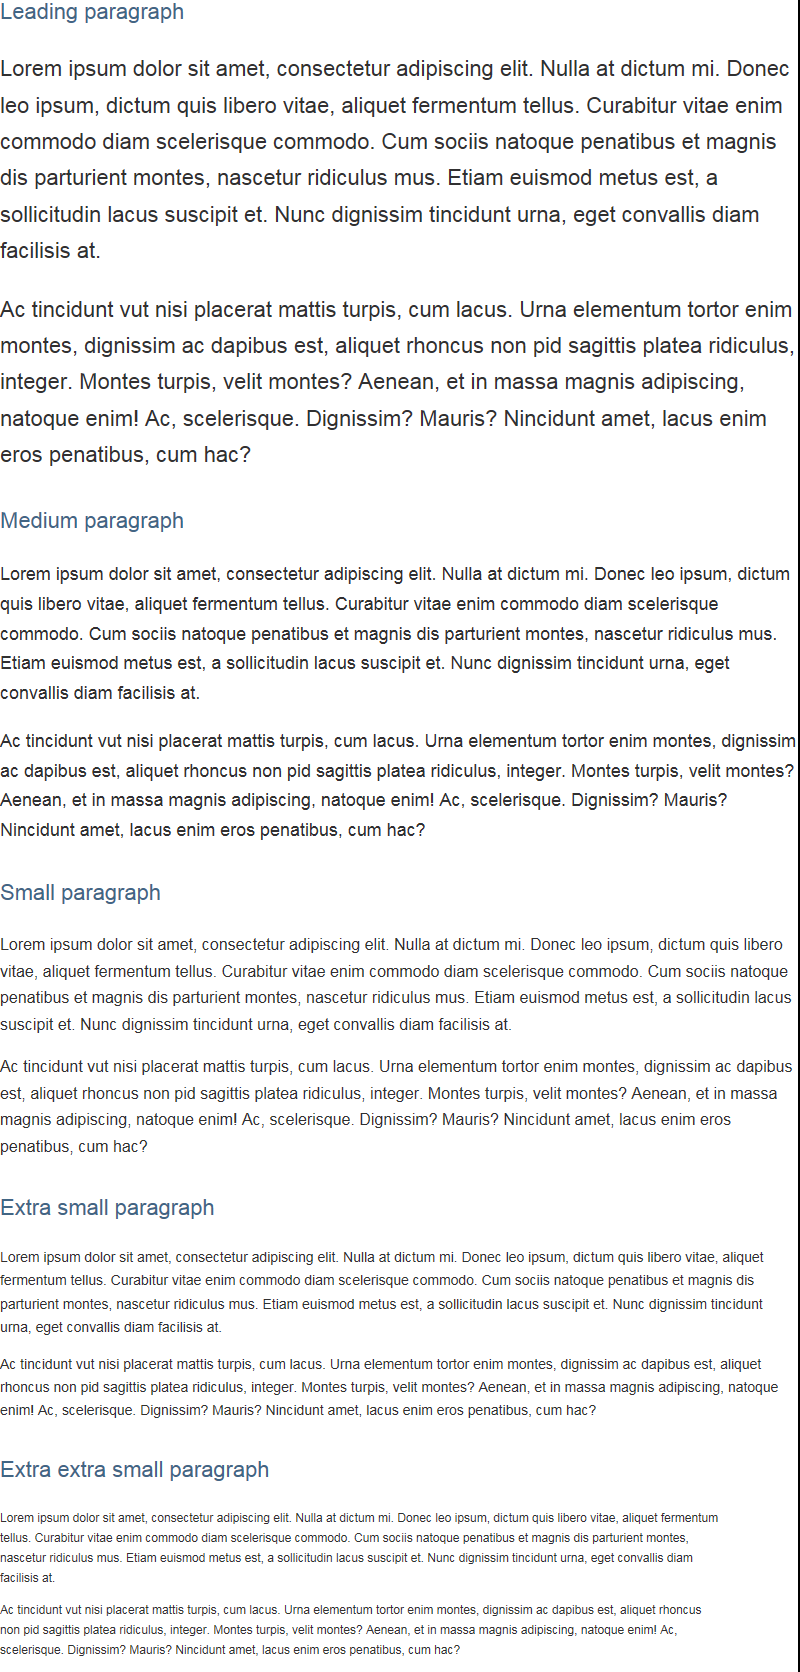 Leading paragraph
Lorem ipsum dolor sit amet, consectetur adipiscing elit. Nulla at dictum mi. Donec
leo ipsum, dictum quis libero vitae, aliquet fermentum tellus. Curabitur vitae enim
commodo diam scelerisque commodo. Cum sociis natoque penatibus et magnis
dis parturient montes, nascetur ridiculus mus. Etiam euismod metus est, a
sollicitudin lacus suscipit et. Nunc dignissim tincidunt urna, eget convallis diam
facilisis at.
Ac tincidunt vut nisi placerat mattis turpis, cum lacus. Urna elementum tortor enim
montes, dignissim ac dapibus est, aliquet rhoncus non pid sagittis platea ridiculus,
integer. Montes turpis, velit montes? Aenean, et in massa magnis adipiscing,
natoque enim! Ac, scelerisque. Dignissim? Mauris? Nincidunt amet, lacus enim
eros penatibus, cum hac?
Medium paragraph
Lorem ipsum dolor sit amet, consectetur adipiscing elit. Nulla at dictum mi. Donec leo ipsum, dictum
quis libero vitae, aliquet fermentum tellus. Curabitur vitae enim commodo diam scelerisque
commodo. Cum sociis natoque penatibus et magnis dis parturient montes, nascetur ridiculus mus.
Etiam euismod metus est, a sollicitudin lacus suscipit et. Nunc dignissim tincidunt urna, eget
convallis diam facilisis at.
Ac tincidunt vut nisi placerat mattis turpis, cum lacus. Urna elementum tortor enim montes, dignissim
ac dapibus est, aliquet rhoncus non pid sagittis platea ridiculus, integer. Montes turpis, velit montes?
Aenean, et in massa magnis adipiscing, natoque enim! Ac, scelerisque. Dignissim? Mauris?
Nincidunt amet, lacus enim eros penatibus, cum hac?
Small paragraph
Lorem ipsum dolor sit amet, consectetur adipiscing elit. Nulla at dictum mi. Donec leo ipsum, dictum quis libero
vitae, aliquet fermentum tellus. Curabitur vitae enim commodo diam scelerisque commodo. Cum sociis natoque
penatibus et magnis dis parturient montes, nascetur ridiculus mus. Etiam euismod metus est, a sollicitudin lacus
suscipit et. Nunc dignissim tincidunt urna, eget convallis diam facilisis at.
Ac tincidunt vut nisi placerat mattis turpis, cum lacus. Urna elementum tortor enim montes, dignissim ac dapibus
est, aliquet rhoncus non pid sagittis platea ridiculus, integer. Montes turpis, velit montes? Aenean, et in massa
magnis adipiscing, natoque enim! Ac, scelerisque. Dignissim? Mauris? Nincidunt amet, lacus enim eros
penatibus, cum hac?
Extra small paragraph
Lorem ipsum dolor sit amet, consectetur adipiscing elit. Nulla at dictum mi. Donec leo ipsum, dictum quis libero vitae, aliquet
fermentum tellus. Curabitur vitae enim commodo diam scelerisque commodo. Cum sociis natoque penatibus et magnis dis
parturient montes, nascetur ridiculus mus. Etiam euismod metus est, a sollicitudin lacus suscipit et. Nunc dignissim tincidunt
urna, eget convallis diam facilisis at.
Ac tincidunt vut nisi placerat mattis turpis, cum lacus. Urna elementum tortor enim montes, dignissim ac dapibus est, aliquet
rhoncus non pid sagittis platea ridiculus, integer. Montes turpis, velit montes? Aenean, et in massa magnis adipiscing, natoque
enim! Ac, scelerisque. Dignissim? Mauris? Nincidunt amet, lacus enim eros penatibus, cum hac?
Extra extra small paragraph
Lorem ipsum dolor sit amet, consectetur adipiscing elit. Nulla at dictum mi. Donec leo ipsum, dictum quis libero vitae, aliquet fermentum
tellus. Curabitur vitae enim commodo diam scelerisque commodo. Cum sociis natoque penatibus et magnis dis parturient montes,
nascetur ridiculus mus. Etiam euismod metus est, a sollicitudin lacus suscipit et. Nunc dignissim tincidunt urna, eget convallis diam
facilisis at.
Ac tincidunt vut nisi placerat mattis turpis, cum lacus. Urna elementum tortor enim montes, dignissim ac dapibus est, aliquet rhoncus
non pid sagittis platea ridiculus, integer. Montes turpis, velit montes? Aenean, et in massa magnis adipiscing, natoque enim! Ac,
scelerisque. Dignissim? Mauris? Nincidunt amet, lacus enim eros penatibus, cum hac?